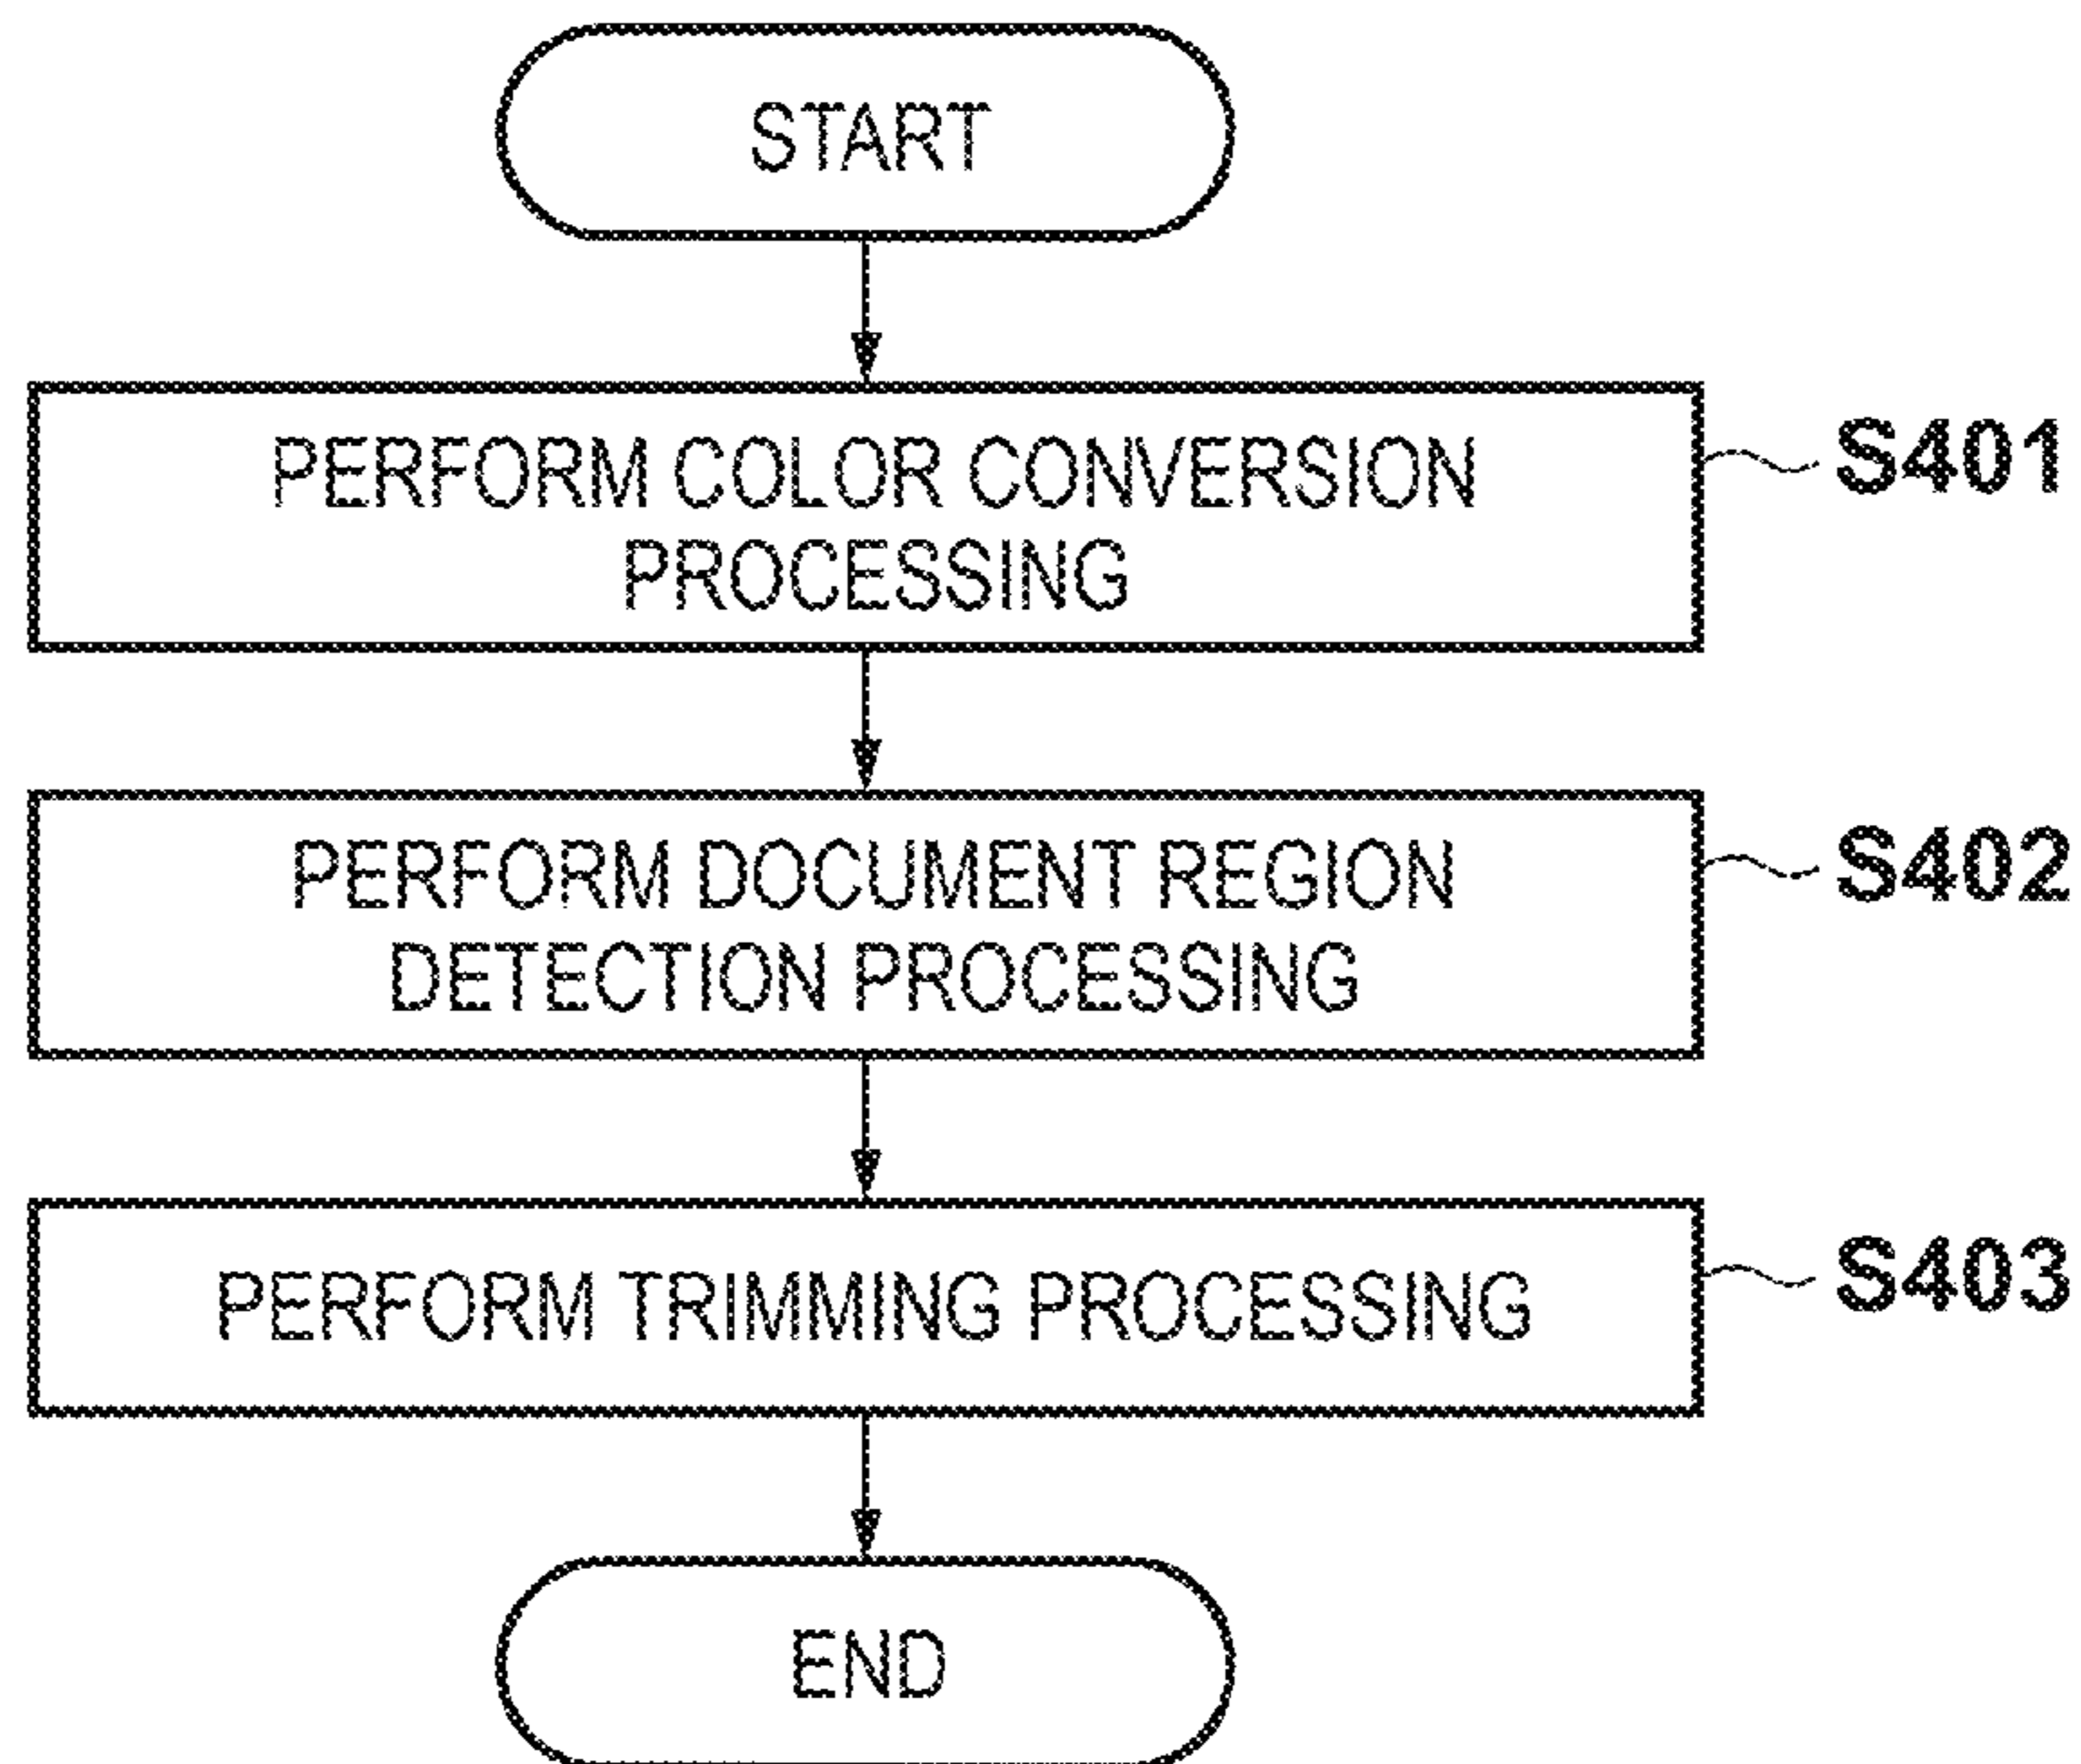 START
PERFORM COLOR CONVERSION
PROCESSING
S401
PERFORM DOCUMENT REGION
DETECTION PROCESSING
S402
PERFORM TRIMMING PROCESSING
S403
END